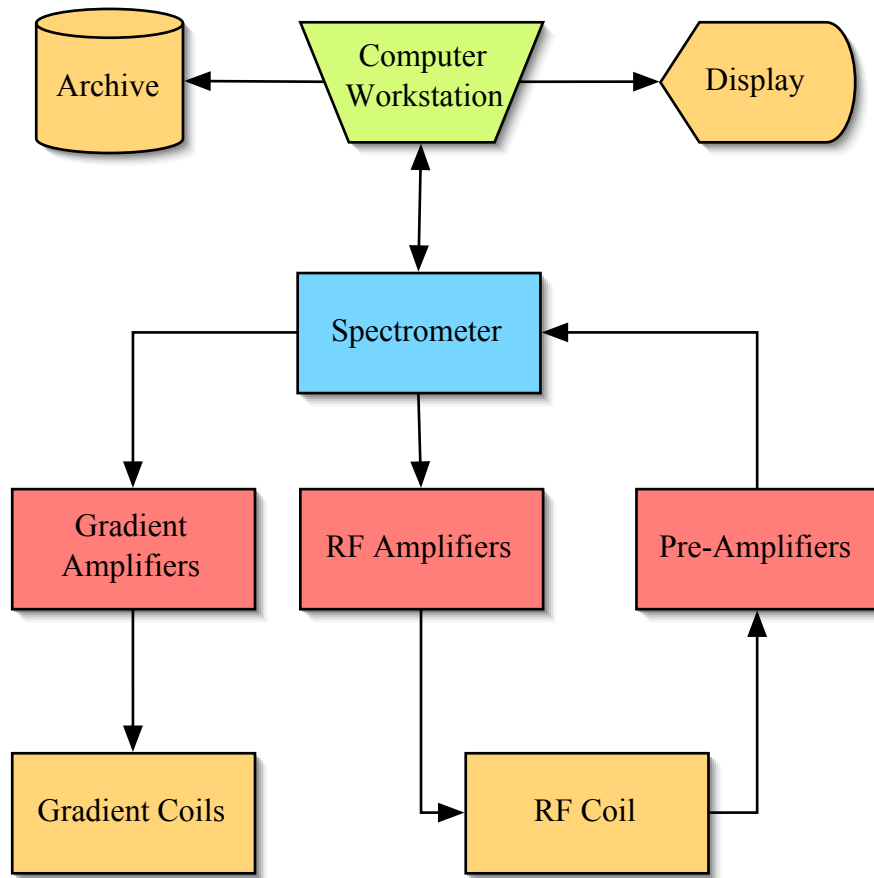 Archive
Computer
Workstation
Display
Spectrometer
Gradient
Amplifiers
RF Amplifiers
Pre-Amplifiers
Gradient Coils
RF Coil